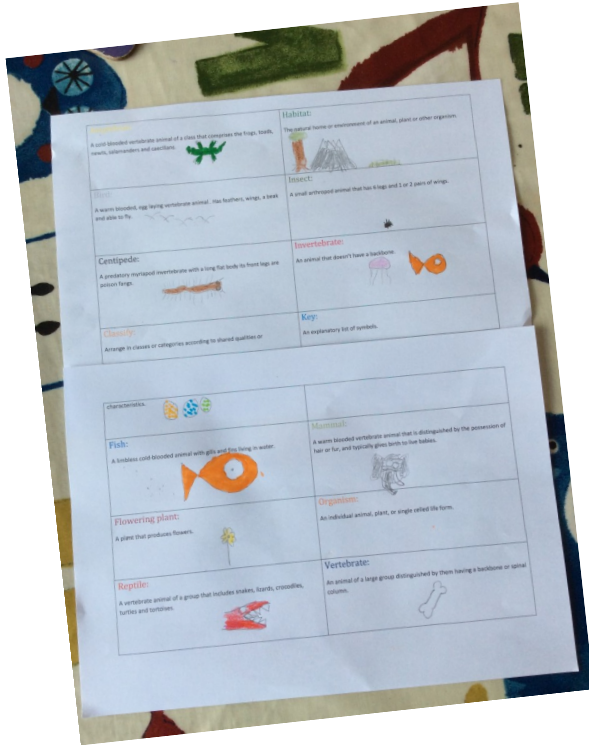 A cold-blooded vertebrate animal of a class that comprises the frogs, toads,
newts, salamanders and caecilians.
Habitat:
The natural home or environment of an animal, plant or other organism.
A warm blooded, egg laying vertebrate animal. Has feathers, wings, a beak
and able to fly.
Insect:
A small arthropod animal that has 6 legs and 1 or 2 pairs of wings.
Centipede:
A predatory myriapod invertebrate with a long flat body its front legs are
poison fangs.
Invertebrate:
An animal that doesn't have a backbone.
Classify:
Arrange in classes or categories according to shared qualities or
Key:
An explanatory list of symbols.
characteristics.
Fish:
A limbless cold-blooded animal with gills and fins living in water.
Mammal:
A warm blooded vertebrate animal that is distinguished by the possession of
hair or fur, and typically gives birth to live babies.
Flowering plant:
A plant that produces flowers.
Organism:
An individual animal, plant, or single celled life form.
Reptile:
A vertebrate animal of a group that includes snakes, lizards, crocodiles,
turtles and tortoises.
Vertebrate:
An animal of a large group distinguished by them having a backbone or spinal
column.